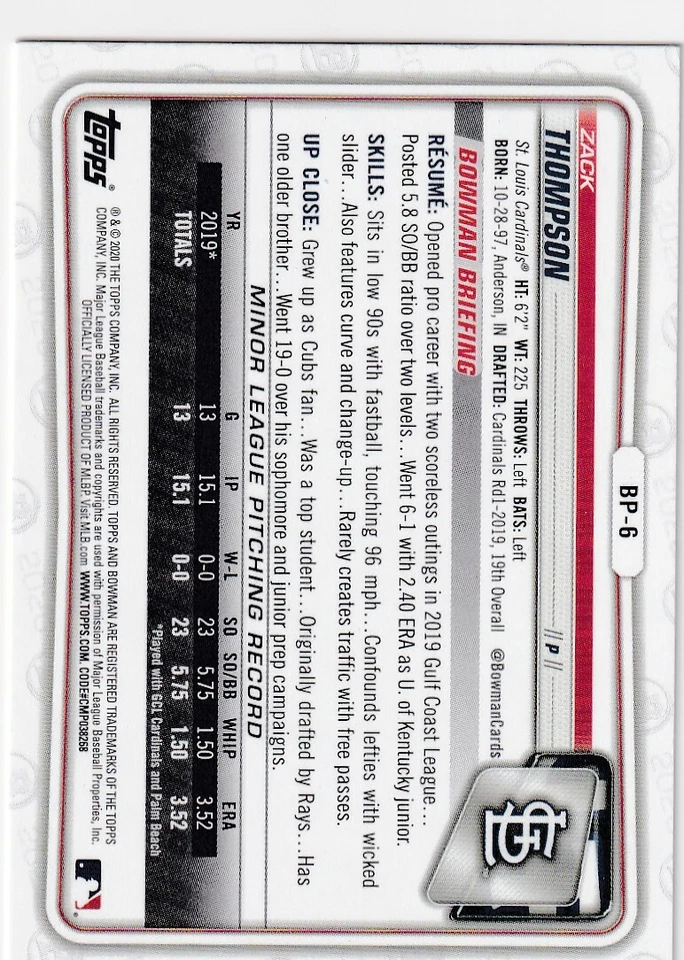 BP-6
ZACK
THOMPSON
// P //
St. Louis Cardinals® HT: 6'2" WT: 225 THROWS: Left BATS: Left
BORN: 10-28-97, Anderson, IN DRAFTED: Cardinals Rd1-2019, 19th Overall @BowmanCards
BOWMAN BRIEFING
RÉSUMÉ: Opened pro career with two scoreless outings in 2019 Gulf Coast League...
Posted 5.8 SO/BB ratio over two levels...Went 6-1 with 2.40 ERA as U. of Kentucky junior.
SKILLS: Sits in low 90s with fastball, touching 96 mph...Confounds lefties with wicked
slider...Also features curve and change-up...Rarely creates traffic with free passes.
UP CLOSE: Grew up as Cubs fan...Was a top student...Originally drafted by Rays...Has
one older brother...Went 19-0 over his sophomore and junior prep campaigns.
MINOR LEAGUE PITCHING RECORD
YR G IP W-L SO SO/BB WHIP ERA
2019* 13 15.1 0-0 23 5.75 1.50 3.52
TOTALS 13 15.1 0-0 23 5.75 1.50 3.52
*Played with GCL Cardinals and Palm Beach
topps®
® & © 2020 THE TOPPS COMPANY, INC. ALL RIGHTS RESERVED. TOPPS AND BOWMAN ARE REGISTERED TRADEMARKS OF THE TOPPS
COMPANY, INC. Major League Baseball trademarks and copyrights are used with permission of Major League Baseball Properties, Inc.
OFFICIALLY LICENSED PRODUCT OF MLBP. Visit MLB.com WWW.TOPPS.COM. CODE#CMP038268